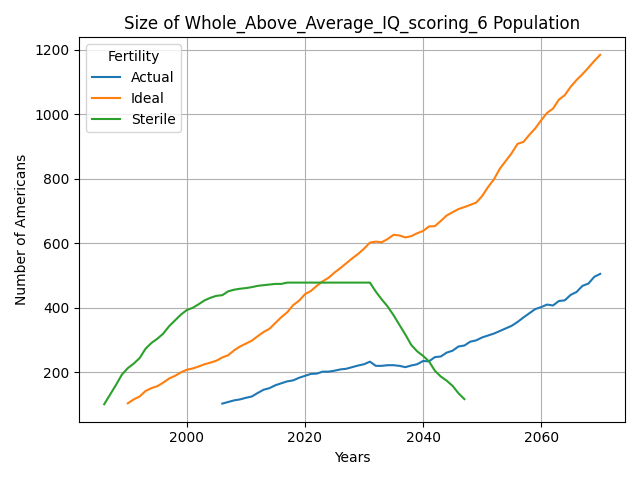 Size of Whole_Above_Average_IQ_scoring_6 Population
Number of Americans
1200
1000
800
600
400
200
Fertility
Actual
Ideal
Sterile
2000
2020
2040
2060
Years